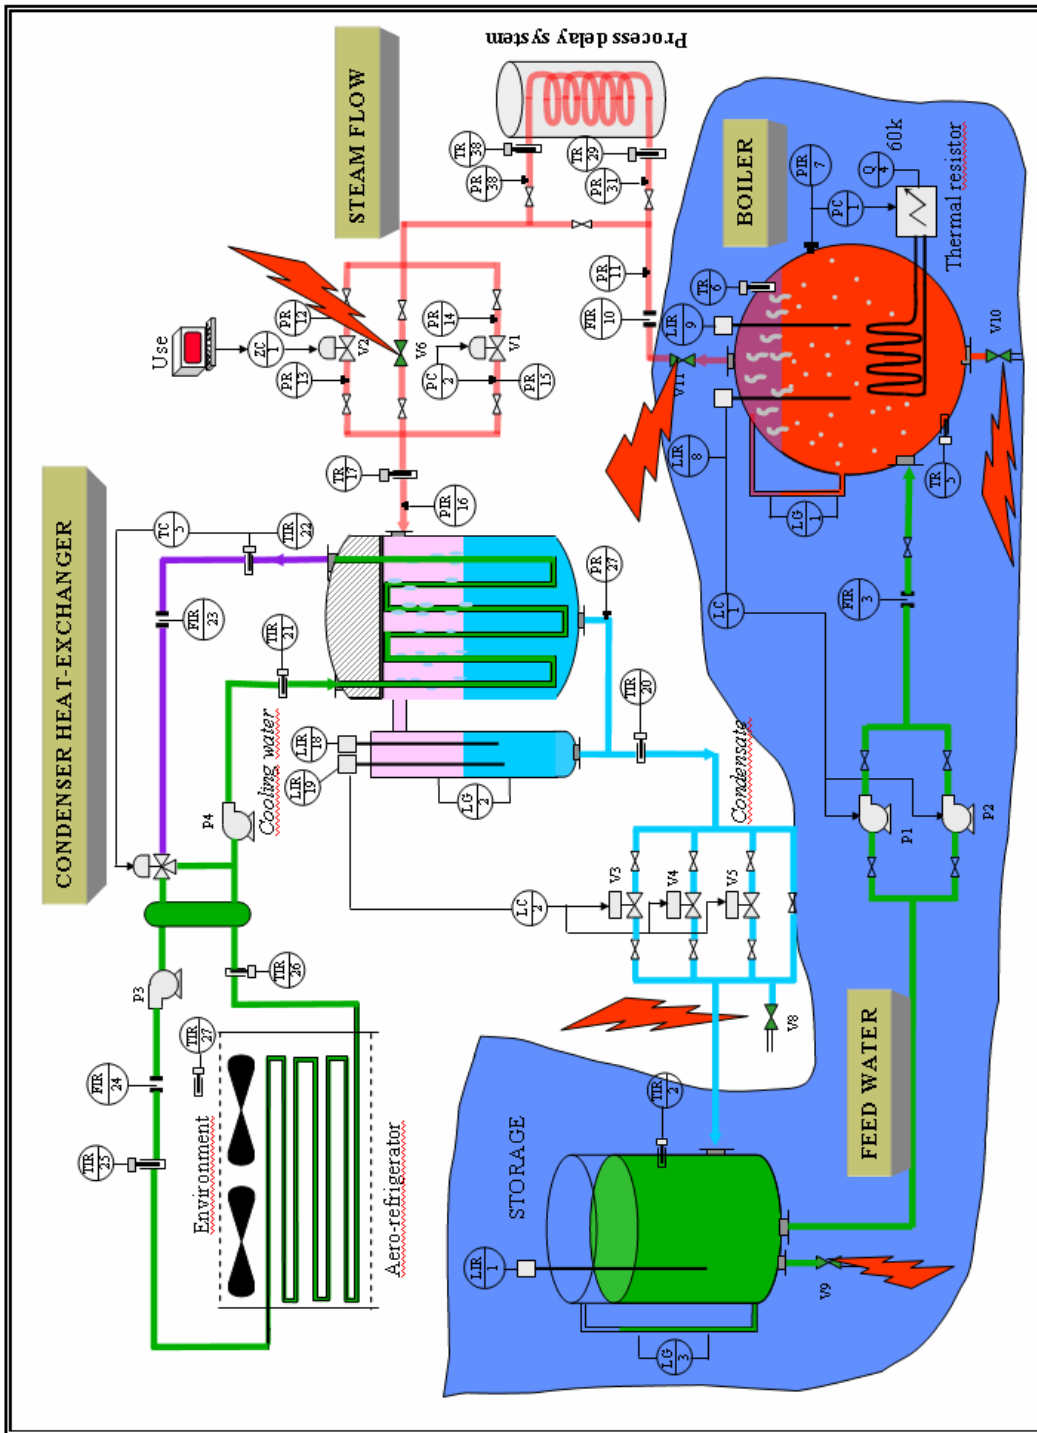 CONDENSER HEAT-EXCHANGER
STEAM FLOW
BOILER
FEED WATER
STORAGE
Process delay system
Use
Environment
Aero-refrigerator
Cooling water
Condensate
Thermal resistor
60k
TIR
25
FIR
24
TIR
27
TIR
26
P3
P4
TC
5
TIR
22
FIR
23
TIR
21
LIR
18
LIR
19
LG
2
LC
2
V3
V4
V5
V8
TIR
20
PR
27
TR
17
PIR
16
ZC
1
PR
12
PR
13
V2
V6
PR
14
PC
2
V1
PR
15
TR
38
PR
38
TR
29
PR
31
PR
11
FIR
10
V11
LIR
9
LIR
8
TR
6
PIR
7
PC
1
Q
4
V10
TR
5
LG
1
LC
1
FIR
3
P1
P2
TIR
2
LIR
1
LG
3
V9